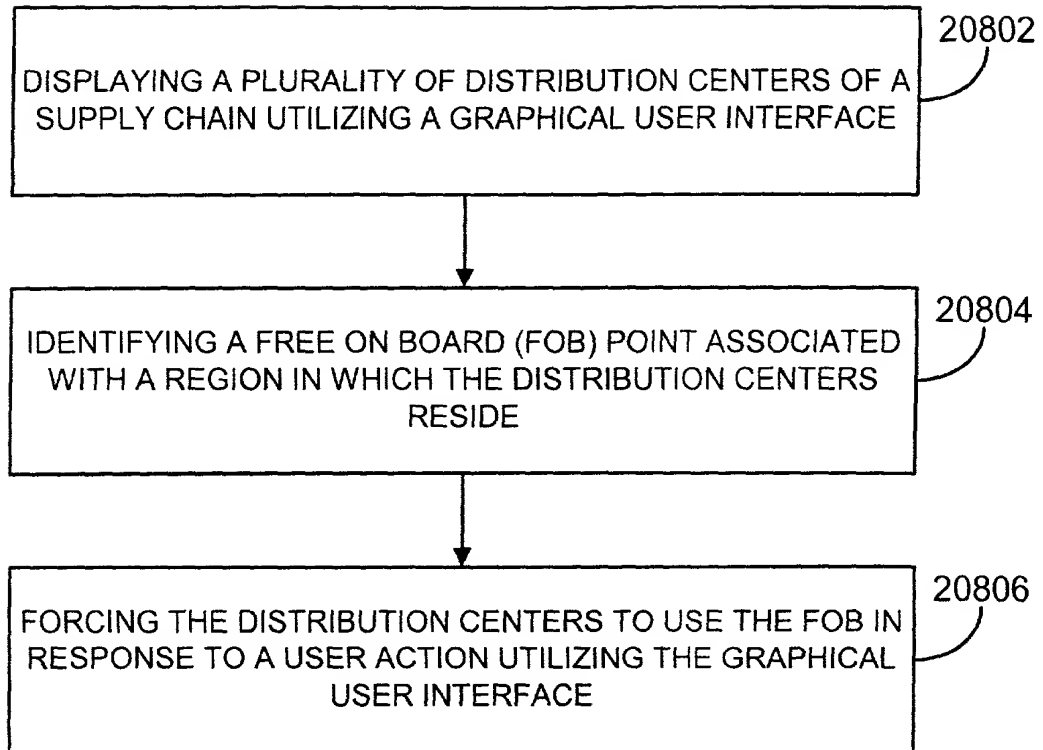 20802
DISPLAYING A PLURALITY OF DISTRIBUTION CENTERS OF A
SUPPLY CHAIN UTILIZING A GRAPHICAL USER INTERFACE
20804
IDENTIFYING A FREE ON BOARD (FOB) POINT ASSOCIATED
WITH A REGION IN WHICH THE DISTRIBUTION CENTERS
RESIDE
20806
FORCING THE DISTRIBUTION CENTERS TO USE THE FOB IN
RESPONSE TO A USER ACTION UTILIZING THE GRAPHICAL
USER INTERFACE